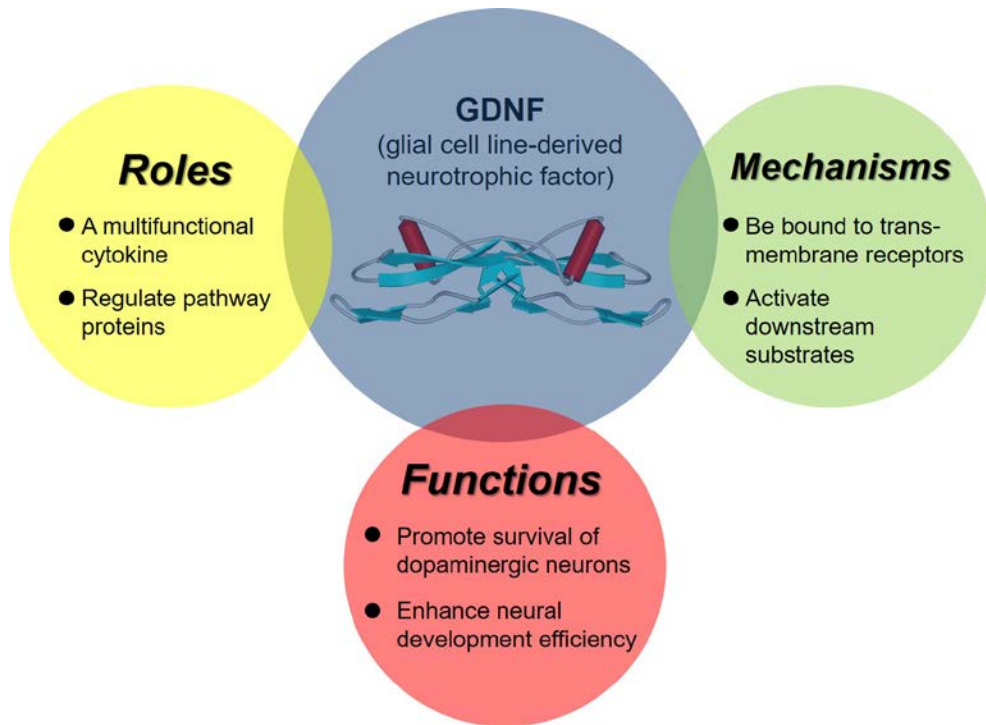 GDNF
(glial cell line-derived
neurotrophic factor)
Roles
● A multifunctional
cytokine
● Regulate pathway
proteins
Mechanisms
● Be bound to trans-
membrane receptors
● Activate
downstream
substrates
Functions
● Promote survival of
dopaminergic neurons
● Enhance neural
development efficiency